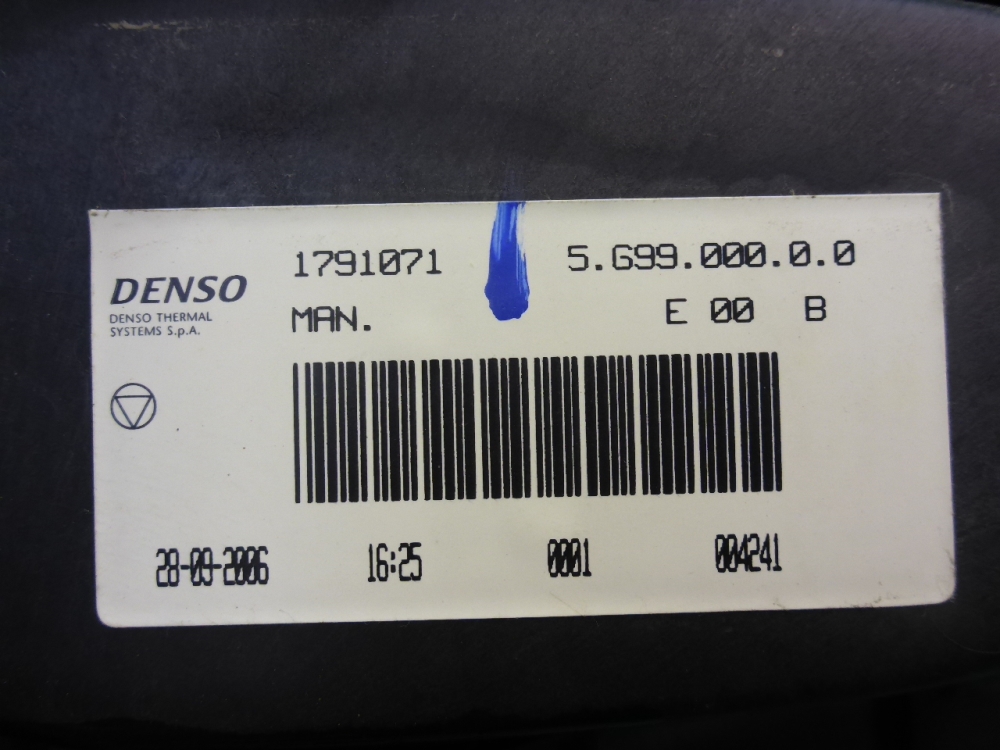 DENSO
DENSO THERMAL
SYSTEMS S.p.A.
1791071 5.G99.000.0.0
MAN. E 00 B
28-09-2006 16:25 0001 004241